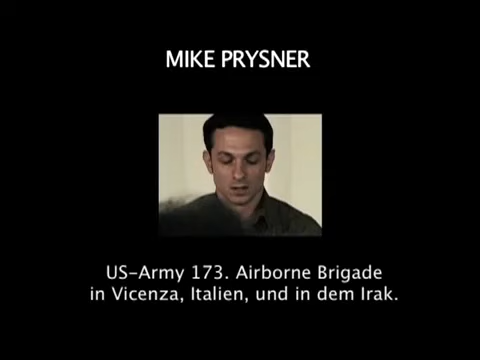 MIKE PRYSNER
US-Army 173. Airborne Brigade
in Vicenza, Italien, und in dem Irak.